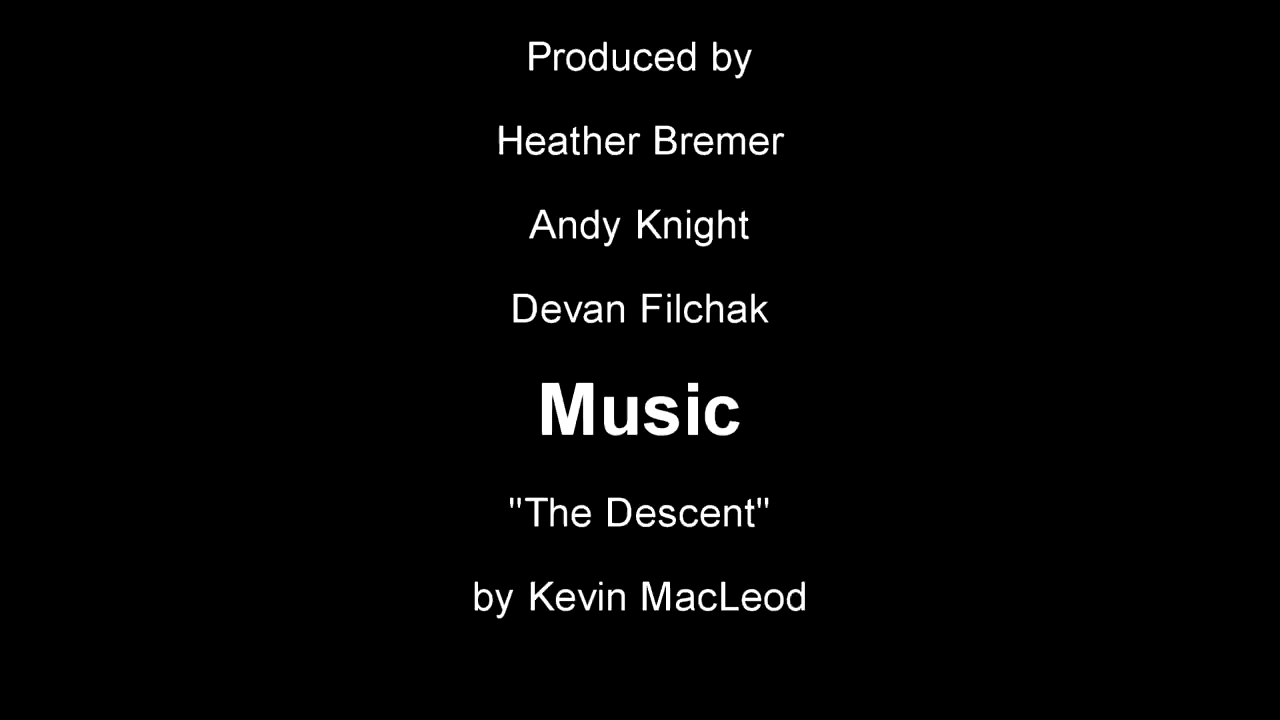 Produced by
Heather Bremer
Andy Knight
Devan Filchak
Music
"The Descent"
by Kevin MacLeod